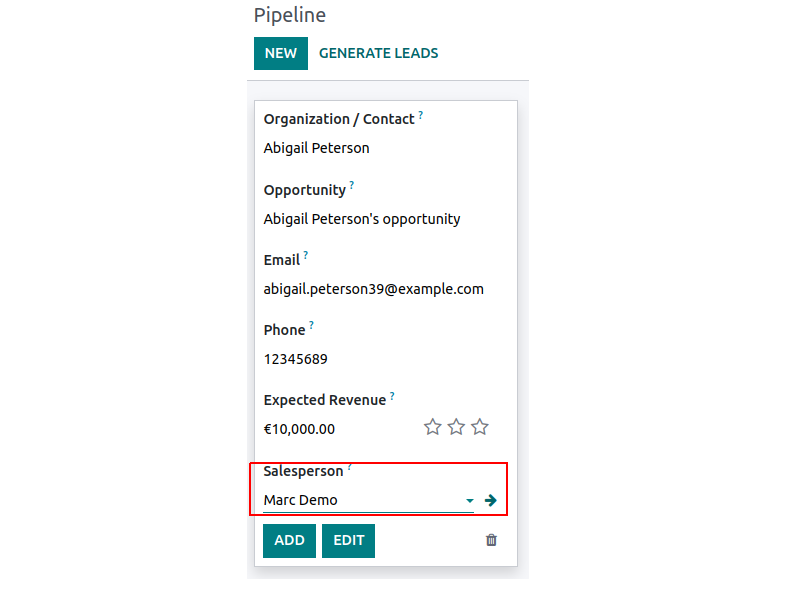 Pipeline
NEW GENERATE LEADS
Organization / Contact ?
Abigail Peterson
Opportunity ?
Abigail Peterson's opportunity
Email ?
abigail.peterson39@example.com
Phone ?
12345689
Expected Revenue ?
€10,000.00
Salesperson ?
Marc Demo
ADD EDIT